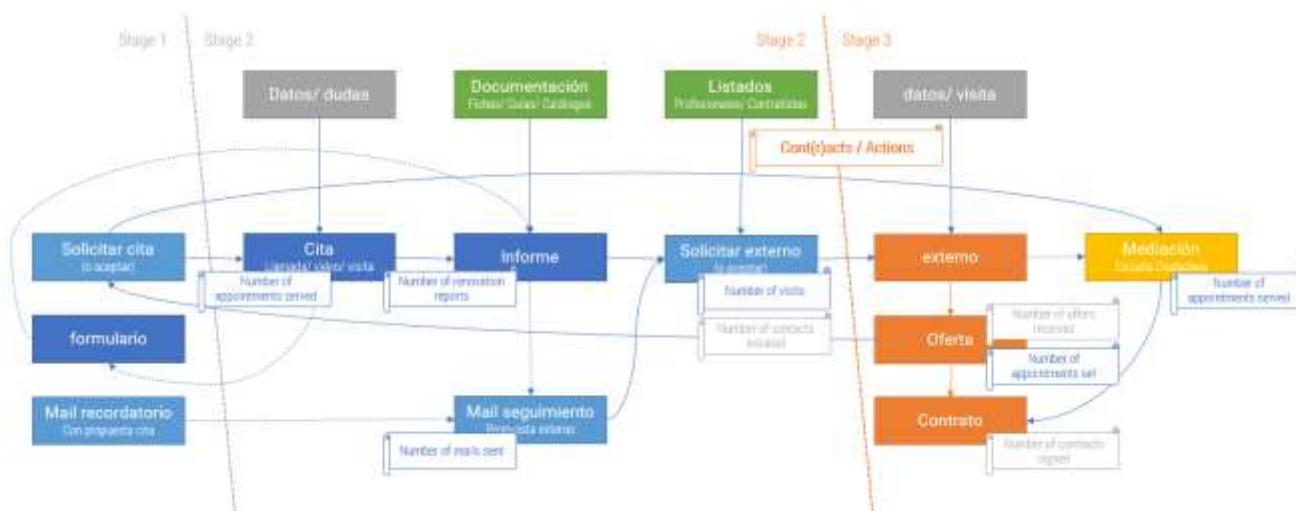 Stage 1
Stage 2
Stage 2
Stage 3
Datos/ dudas
Documentación
Fichas/ Guías/ Catálogos
Listados
Profesionales/ Contratistas
datos/ visita
Cont(r)acts / Actions
Solicitar cita
(o aceptar)
Cita
Llamada/ video/ visita
Informe
Solicitar externo
(o aceptar)
externo
Mediación
Number of
appointments served
Number of renovation
reports
Number of visits
Number of
appointments served
Number of contacts
formulario
Oferta
Number of offers
received
Number of
appointments set
Mail recordatorio
Con propuesta cita
Mail seguimiento
Propuesta externo
Contrato
Number of mails sent
Number of contracts
signed